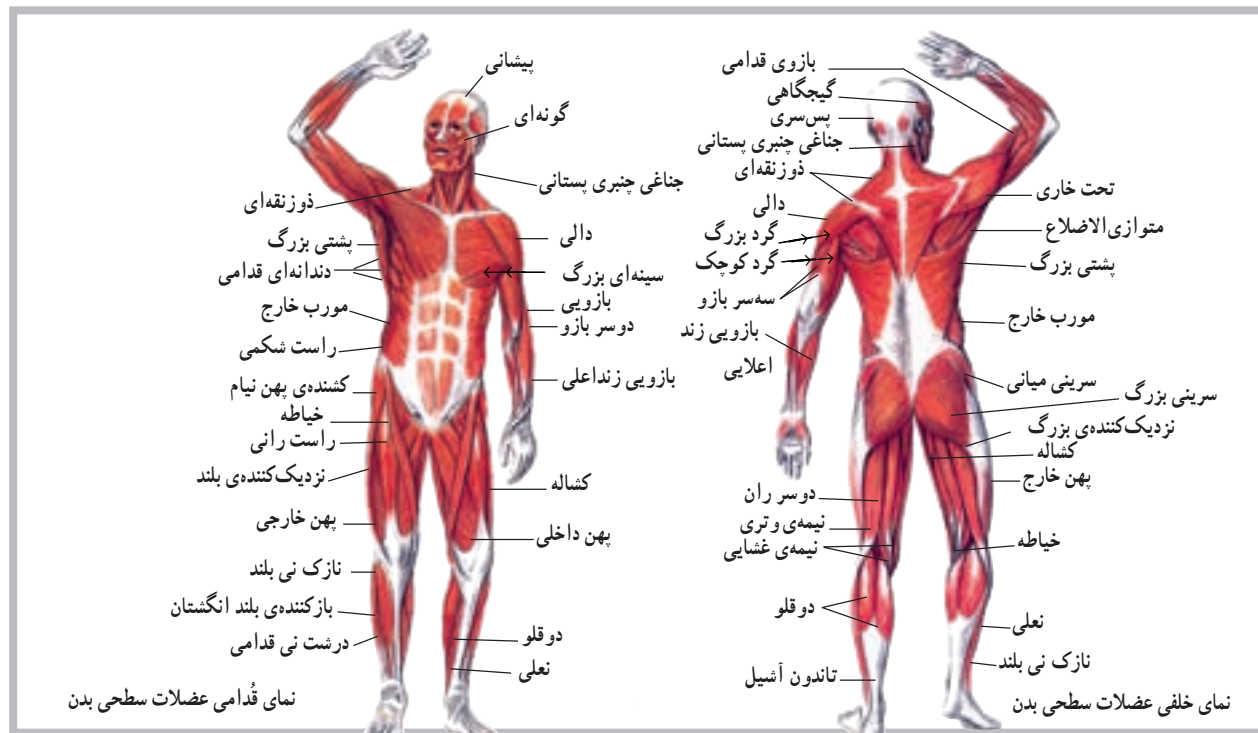 پیشانی
گونه‌ای
جناغی چنبری پستانی
ذوزنقه‌ای
دالی
پشتی بزرگ
دندانه‌ای قدامی
سینه‌ای بزرگ
بازویی
مورب خارج
دوسر بازو
راست شکمی
بازویی زنداعلی
کشنده‌ی پهن نیام
خیاطه
راست رانی
نزدیک‌کننده‌ی بلند
کشاله
پهن خارجی
پهن داخلی
نازک نی بلند
بازکننده‌ی بلند انگشتان
دوقلو
درشت نی قدامی
نعلی
نمای قُدامی عضلات سطحی بدن
بازوی قدامی
گیجگاهی
پس‌سری
جناغی چنبری پستانی
ذوزنقه‌ای
تحت خاری
دالی
متوازی‌الاضلاع
گرد بزرگ
گرد کوچک
پشتی بزرگ
سه‌سر بازو
مورب خارج
بازویی زند
اعلایی
سرینی میانی
سرینی بزرگ
نزدیک‌کننده‌ی بزرگ
کشاله
پهن خارج
دوسر ران
نیمه‌ی وتری
نیمه‌ی غشایی
خیاطه
دوقلو
نعلی
نازک نی بلند
تاندون آشیل
نمای خلفی عضلات سطحی بدن